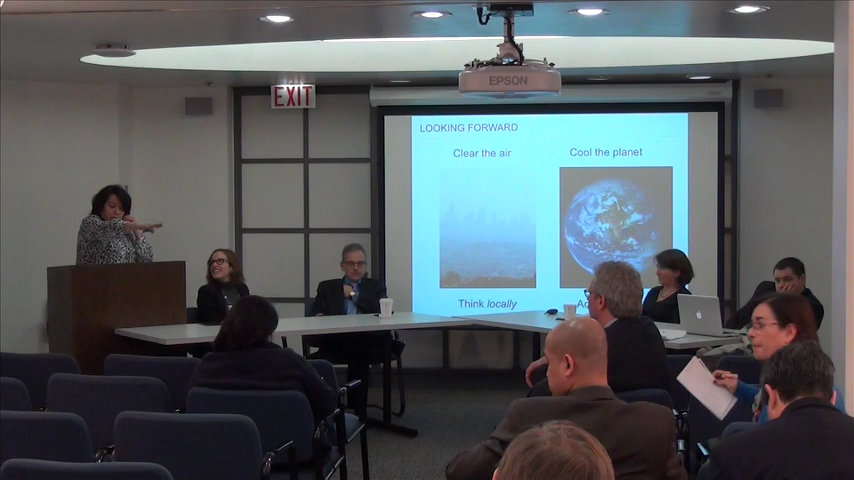 EPSON
EXIT
LOOKING FORWARD
Clear the air
Cool the planet
Think locally